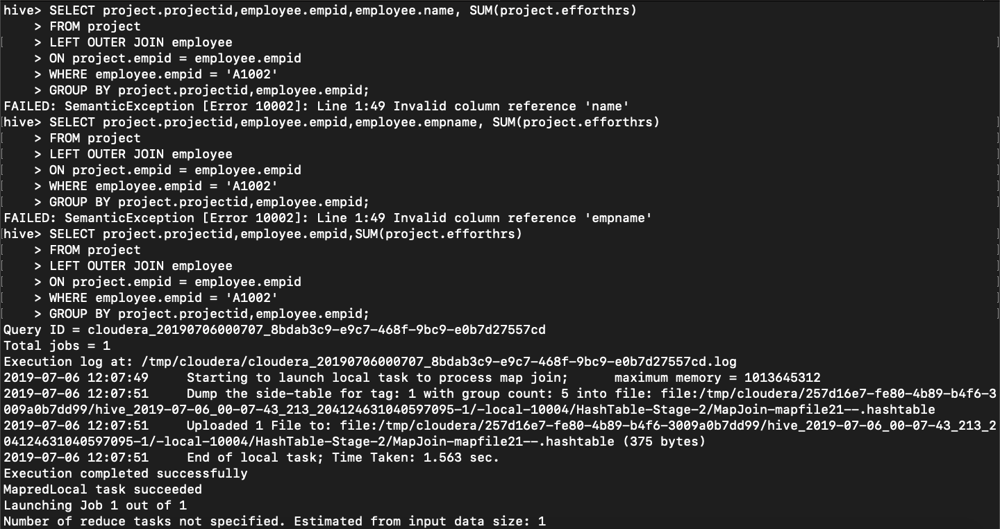 hive> SELECT project.projectid,employee.empid,employee.name, SUM(project.efforthrs)
    > FROM project
[    > LEFT OUTER JOIN employee                                                    ]
    > ON project.empid = employee.empid
    > WHERE employee.empid = 'A1002'
    > GROUP BY project.projectid,employee.empid;
FAILED: SemanticException [Error 10002]: Line 1:49 Invalid column reference 'name'
[hive> SELECT project.projectid,employee.empid,employee.empname, SUM(project.efforthrs) ]
[    > FROM project ]
[    > LEFT OUTER JOIN employee ]
[    > ON project.empid = employee.empid ]
[    > WHERE employee.empid = 'A1002' ]
[    > GROUP BY project.projectid,employee.empid; ]
FAILED: SemanticException [Error 10002]: Line 1:49 Invalid column reference 'empname'
[hive> SELECT project.projectid,employee.empid,SUM(project.efforthrs) ]
[    > FROM project ]
[    > LEFT OUTER JOIN employee ]
[    > ON project.empid = employee.empid ]
[    > WHERE employee.empid = 'A1002' ]
[    > GROUP BY project.projectid,employee.empid; ]
Query ID = cloudera_20190706000707_8bdab3c9-e9c7-468f-9bc9-e0b7d27557cd
Total jobs = 1
Execution log at: /tmp/cloudera/cloudera_20190706000707_8bdab3c9-e9c7-468f-9bc9-e0b7d27557cd.log
2019-07-06 12:07:49     Starting to launch local task to process map join;      maximum memory = 1013645312
2019-07-06 12:07:51     Dump the side-table for tag: 1 with group count: 5 into file: file:/tmp/cloudera/257d16e7-fe80-4b89-b4f6-3
009a0b7dd99/hive_2019-07-06_00-07-43_213_204124631040597095-1/-local-10004/HashTable-Stage-2/MapJoin-mapfile21--.hashtable
2019-07-06 12:07:51     Uploaded 1 File to: file:/tmp/cloudera/257d16e7-fe80-4b89-b4f6-3009a0b7dd99/hive_2019-07-06_00-07-43_213_2
04124631040597095-1/-local-10004/HashTable-Stage-2/MapJoin-mapfile21--.hashtable (375 bytes)
2019-07-06 12:07:51     End of local task; Time Taken: 1.563 sec.
Execution completed successfully
MapredLocal task succeeded
Launching Job 1 out of 1
Number of reduce tasks not specified. Estimated from input data size: 1